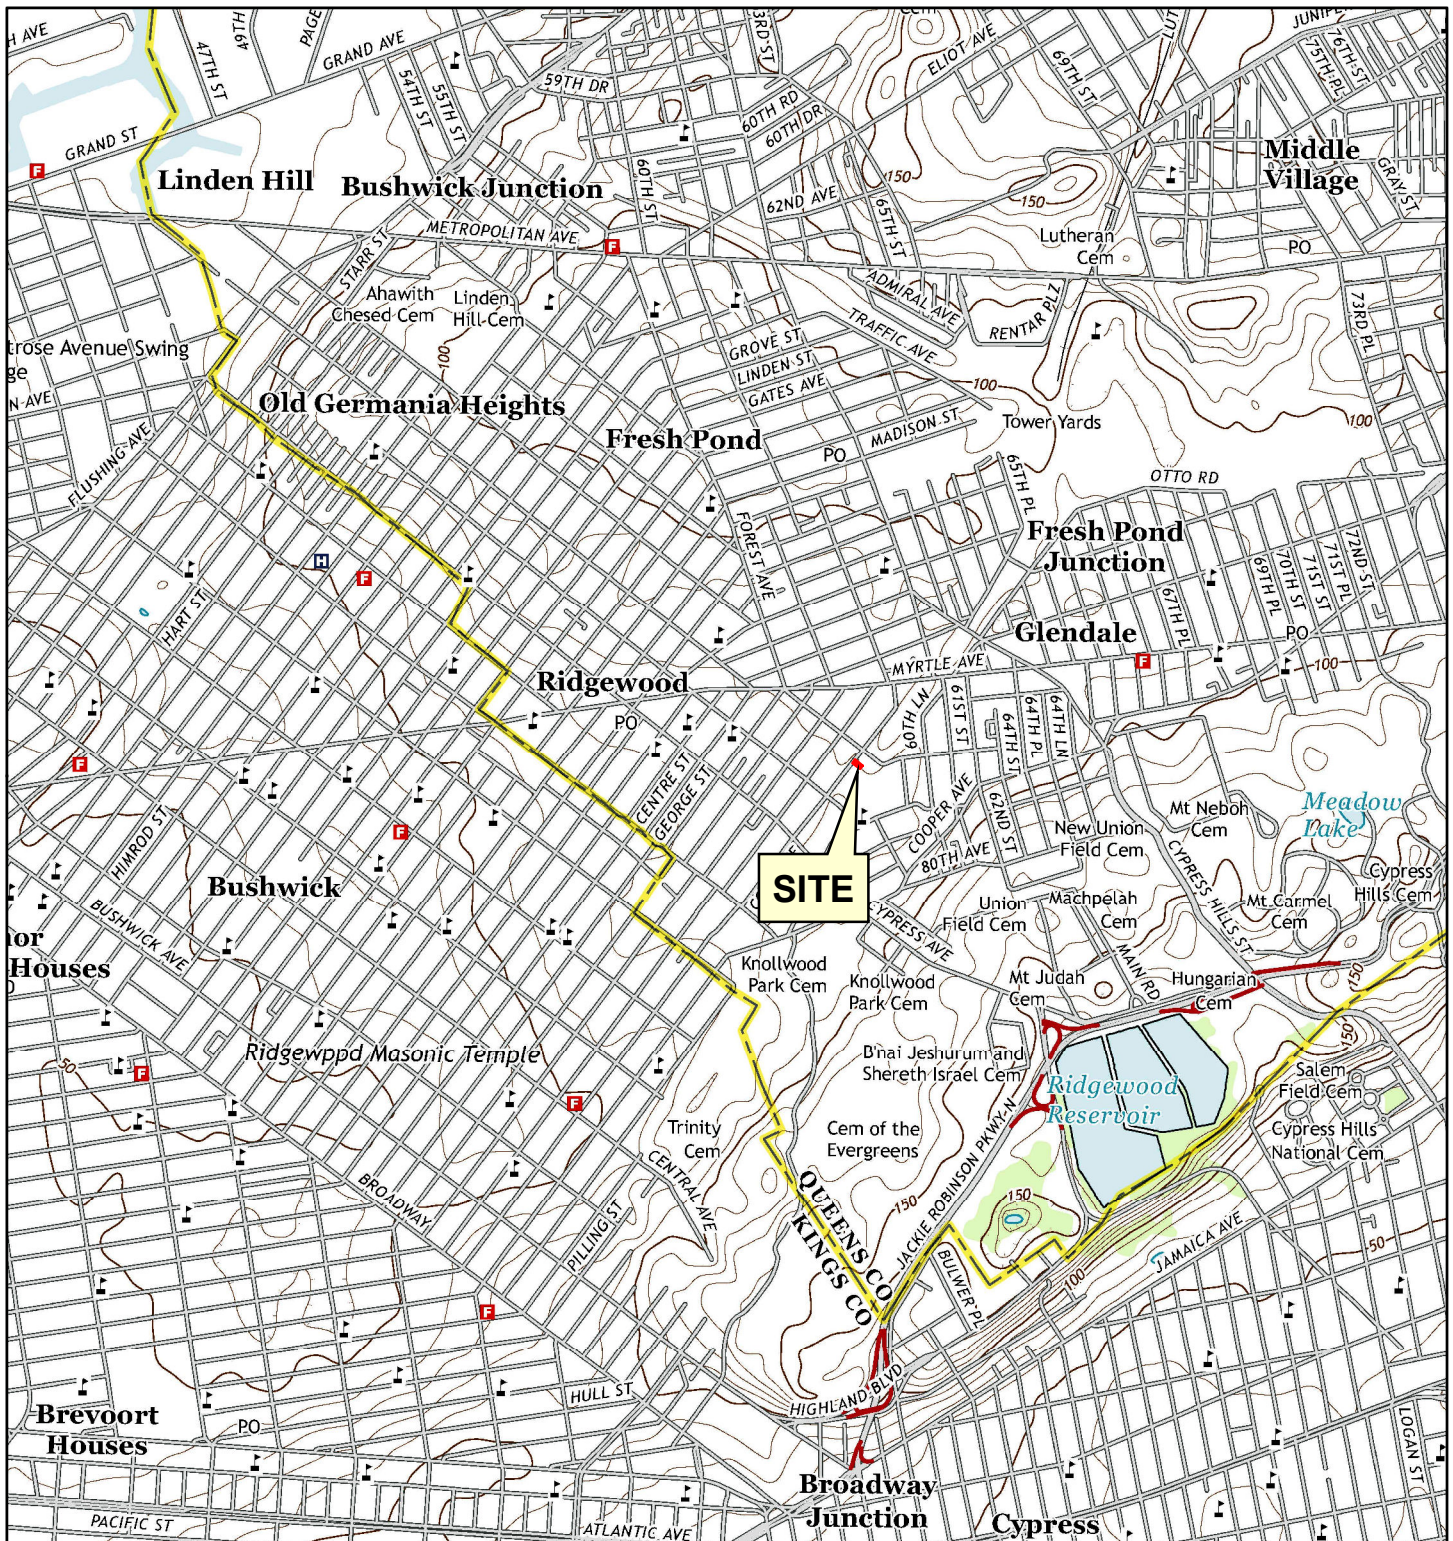 47TH ST
49TH
PAGE
GRAND AVE
54TH ST
55TH ST
59TH DR
3RD ST
60TH RD
60TH DR
ELIOT AVE
69TH ST
76TH ST
75TH PL
GRAND ST
F
Linden Hill
Bushwick Junction
60TH ST
62ND AVE
65TH ST
150
150
Middle
Village
GRAY ST
METROPOLITAN AVE
F
STARR ST
Lutheran
Cem
PO
Ahawith
Chesed Cem
Linden
Hill Cem
ADMIRAL AVE
TRAFFIC AVE
RENTAR PLZ
73RD PL
trose Avenue Swing
ge
N AVE
100
GROVE ST
LINDEN ST
GATES AVE
100
Old Germania Heights
Fresh Pond
MADISON ST
PO
Tower Yards
100
FLUSHING AVE
65TH PL
OTTO RD
FOREST AVE
Fresh Pond
Junction
69TH PL
70TH ST
71ST ST
71ST PL
72ND ST
H
F
HART ST
67TH PL
Glendale
PO
Ridgewood
PO
MYRTLE AVE
F
100
60TH LN
61ST ST
64TH ST
64TH PL
64TH LN
F
CENTRE ST
GEORGE ST
HIMROD ST
F
SITE
COOPER AVE
62ND ST
80TH AVE
New Union
Field Cem
Mt Neboh
Cem
Meadow
Lake
Bushwick
BUSHWICK AVE
CYPRESS AVE
Union
Field Cem
Machpelah
Cem
CYPRESS HILLS ST
Mt Carmel
Cem
Cypress
Hills Cem
nor
Houses
Knollwood
Park Cem
Knollwood
Park Cem
Mt Judah
Cem
MAIN RD
Hungarian
Cem
150
Ridgewppd Masonic Temple
50
F
B'nai Jeshurum and
Shereth Israel Cem
Ridgewood
Reservoir
150
Salem
Field Cem
F
Trinity
Cem
Cem of the
Evergreens
Cypress Hills
National Cem
CENTRAL AVE
BROADWAY
PILLING ST
QUEENS CO
KINGS CO
150
JACKIE ROBINSON PKWY N
150
BULWER PL
JAMAICA AVE
100
50
F
HULL ST
HIGHLAND BLVD
Brevoort
Houses
PO
LOGAN ST
Broadway
Junction
Cypress
PACIFIC ST
ATLANTIC AVE